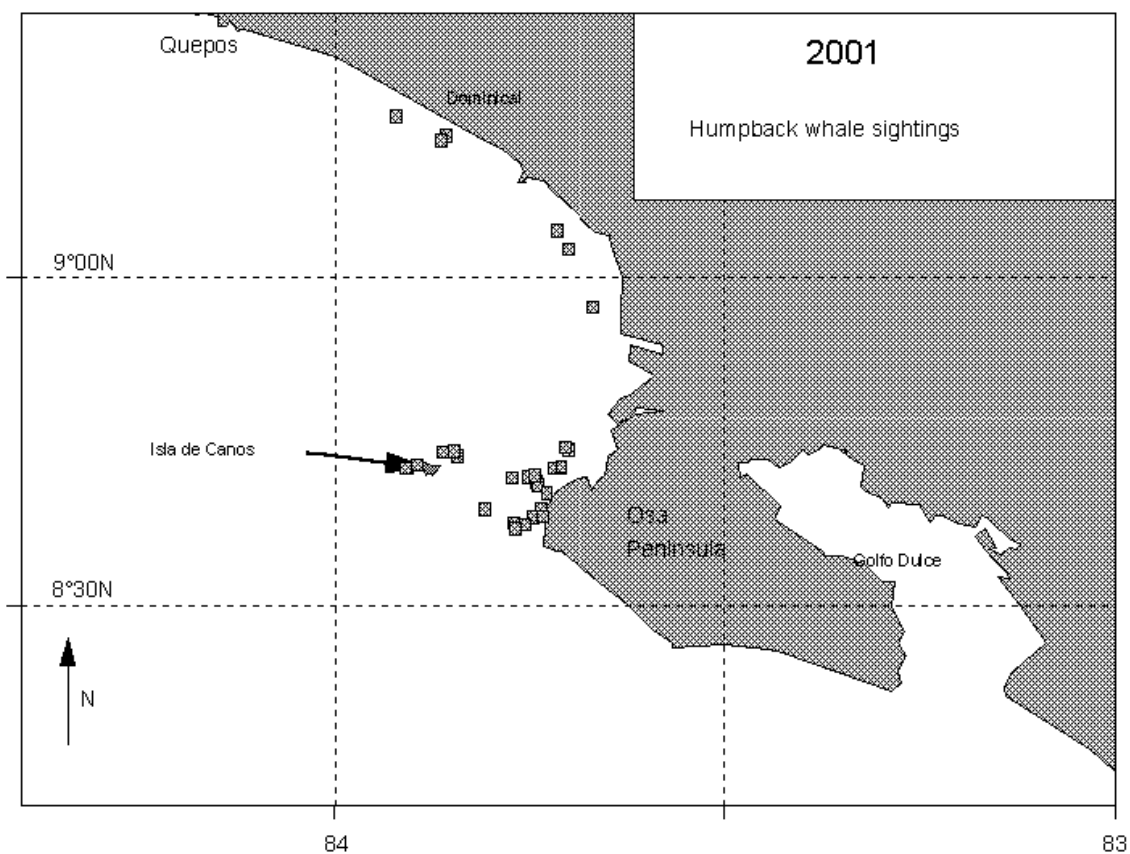 2001
Quepos
Dominical
Humpback whale sightings
9°00N
Isla de Canos
Osa
Peninsula
Golfo Dulce
8°30N
N
84
83